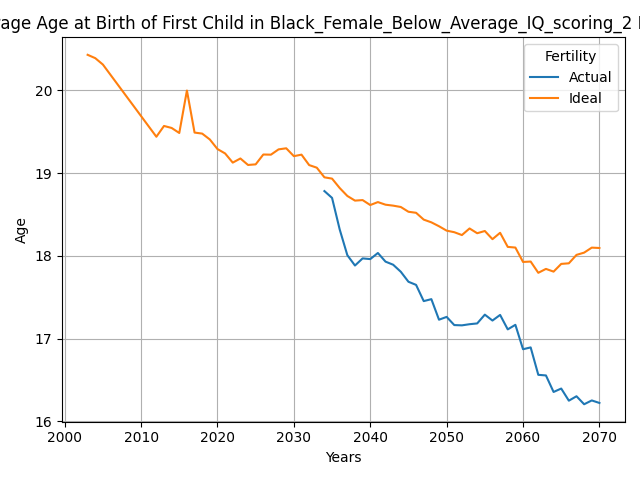 rage Age at Birth of First Child in Black_Female_Below_Average_IQ_scoring_2
Fertility
Actual
Ideal
20
19
18
17
16
Age
2000 2010 2020 2030 2040 2050 2060 2070
Years